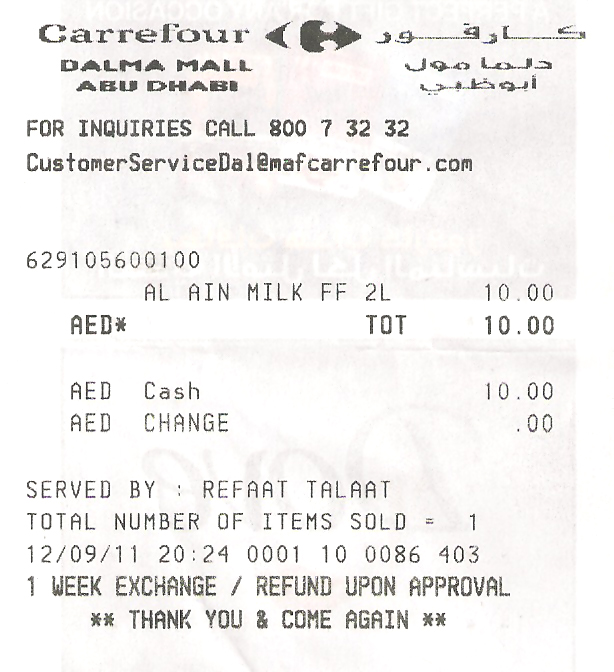 Carrefour كارفور
DALMA MALL دلما مول
ABU DHABI أبوظبي
FOR INQUIRIES CALL 800 7 32 32
CustomerServiceDal@mafcarrefour.com
629105600100
AL AIN MILK FF 2L 10.00
AED* TOT 10.00
AED Cash 10.00
AED CHANGE .00
SERVED BY : REFAAT TALAAT
TOTAL NUMBER OF ITEMS SOLD = 1
12/09/11 20:24 0001 10 0086 403
1 WEEK EXCHANGE / REFUND UPON APPROVAL
** THANK YOU & COME AGAIN **